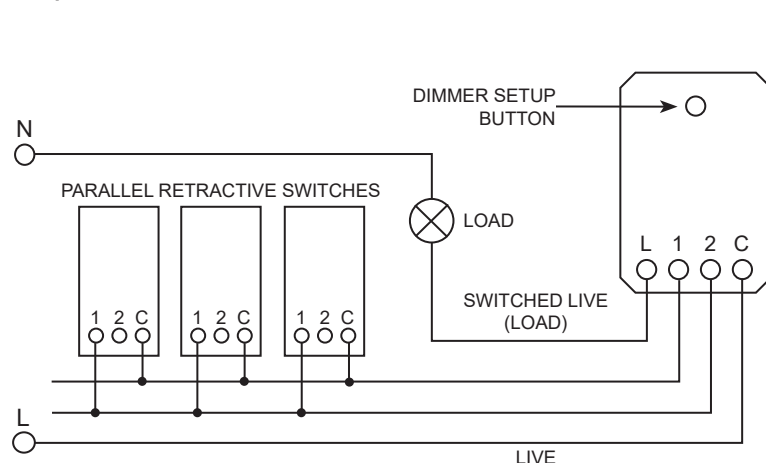 DIMMER SETUP
BUTTON
N
PARALLEL RETRACTIVE SWITCHES
LOAD
L 1 2 C
SWITCHED LIVE
(LOAD)
1 2 C
1 2 C
1 2 C
L
LIVE